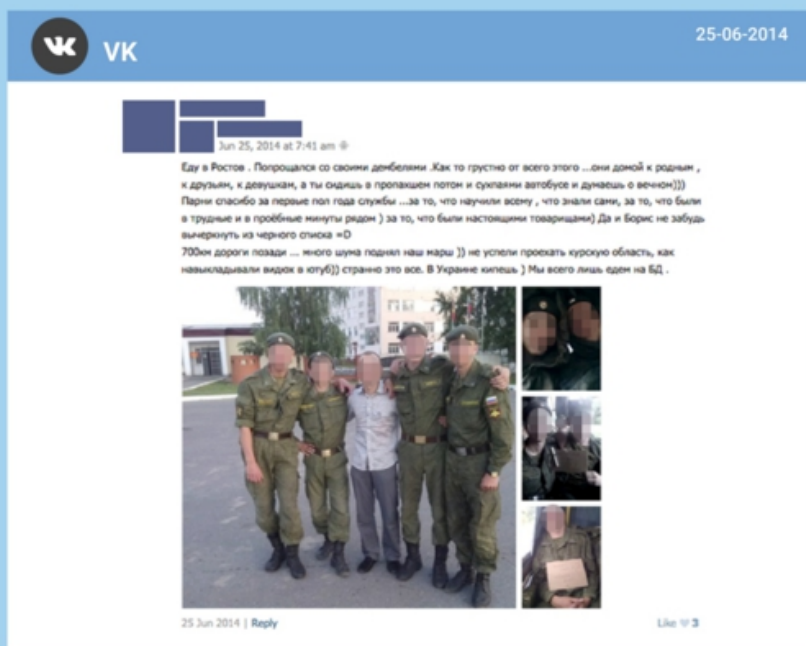 VK
25-06-2014
Jun 25, 2014 at 7:41 am
Еду в Ростов . Попрощался со своими дембелями .Как то грустно от всего этого ...они домой к родным ,
к друзьям, к девушкам, а ты сидишь в пропахшем потом и сухпаями автобусе и думаешь о вечном)))
Парни спасибо за первые пол года службы ...за то, что научили всему , что знали сами, за то, что были
в трудные и в проёбные минуты рядом ) за то, что были настоящими товарищами) Да и Борис не забудь
вычеркнуть из черного списка =D
700км дороги позади ... много шума поднял наш марш )) не успели проехать курскую область, как
навыкладывали видюх в ютуб)) странно это все. В Украине кипешь ) Мы всего лишь едем на БД .
25 Jun 2014 | Reply
Like 3